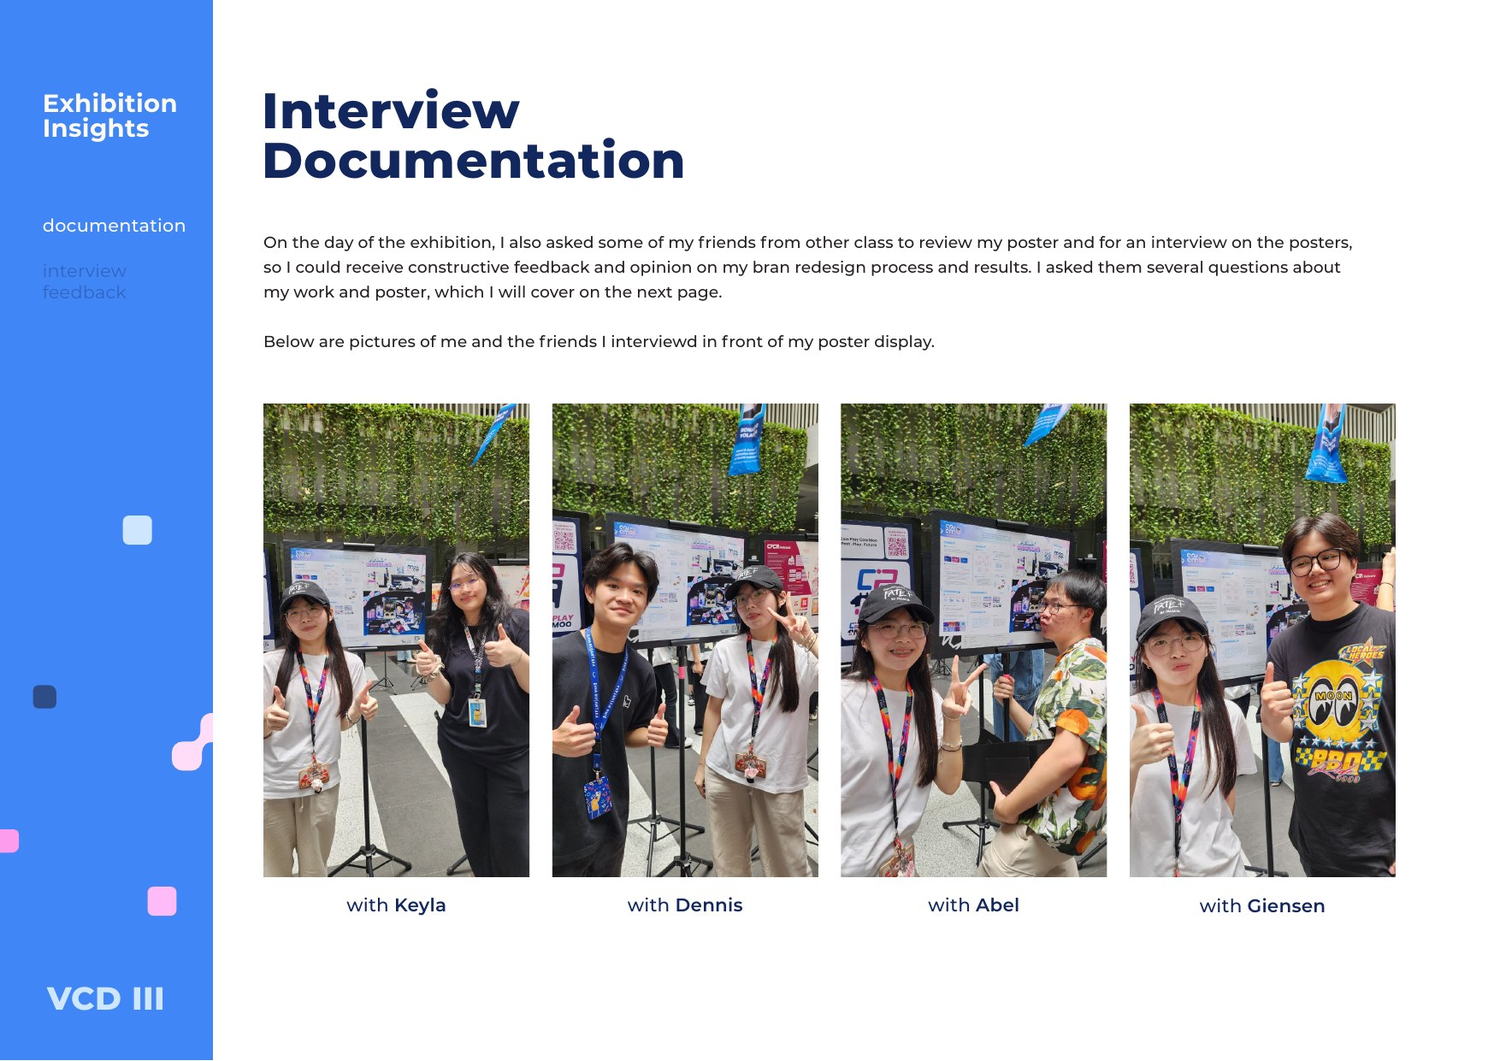 Exhibition
Insights
documentation
interview
feedback
VCD III
Interview
Documentation
On the day of the exhibition, I also asked some of my friends from other class to review my poster and for an interview on the posters,
so I could receive constructive feedback and opinion on my bran redesign process and results. I asked them several questions about
my work and poster, which I will cover on the next page.
Below are pictures of me and the friends I interviewd in front of my poster display.
with Keyla
with Dennis
with Abel
with Giensen
LOCAL
HEROES
MOON